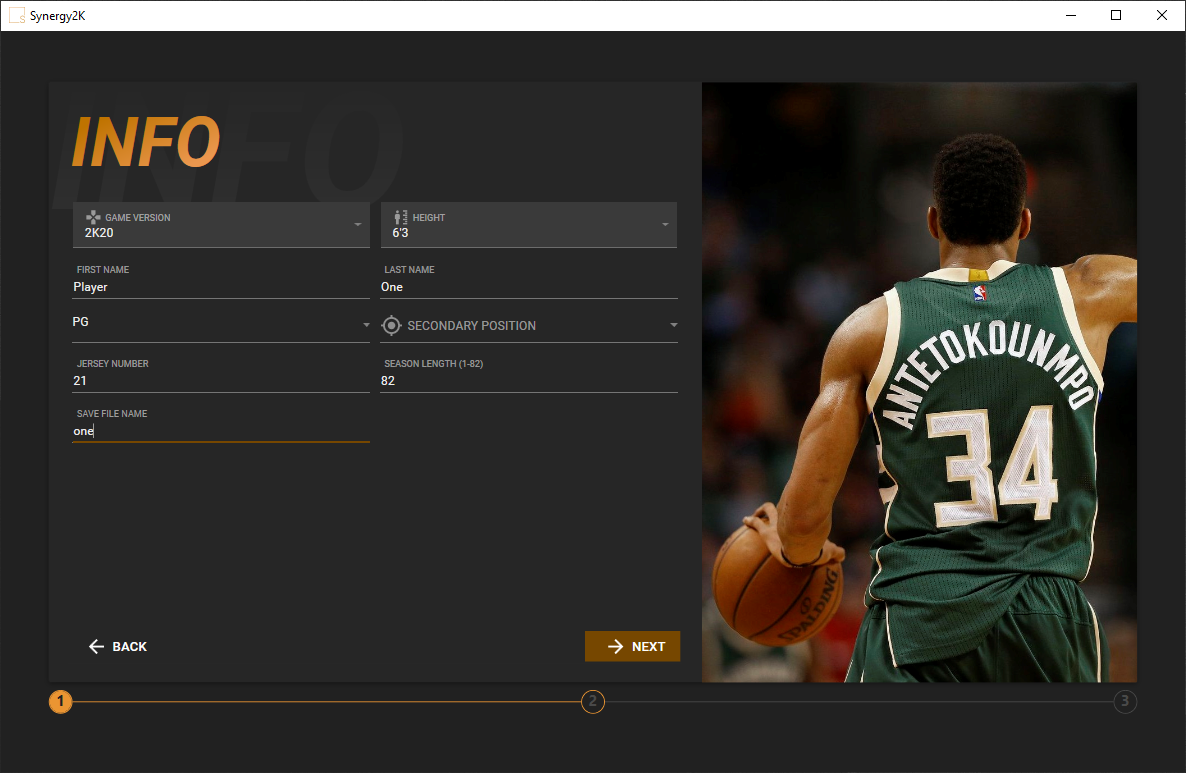 Synergy2K
INFO
INFO
GAME VERSION
2K20
HEIGHT
6'3
FIRST NAME
Player
LAST NAME
One
PG
SECONDARY POSITION
JERSEY NUMBER
21
SEASON LENGTH (1-82)
82
SAVE FILE NAME
one
BACK
NEXT
1
2
3
ANTETOKOUNMPO
34
SPALDING